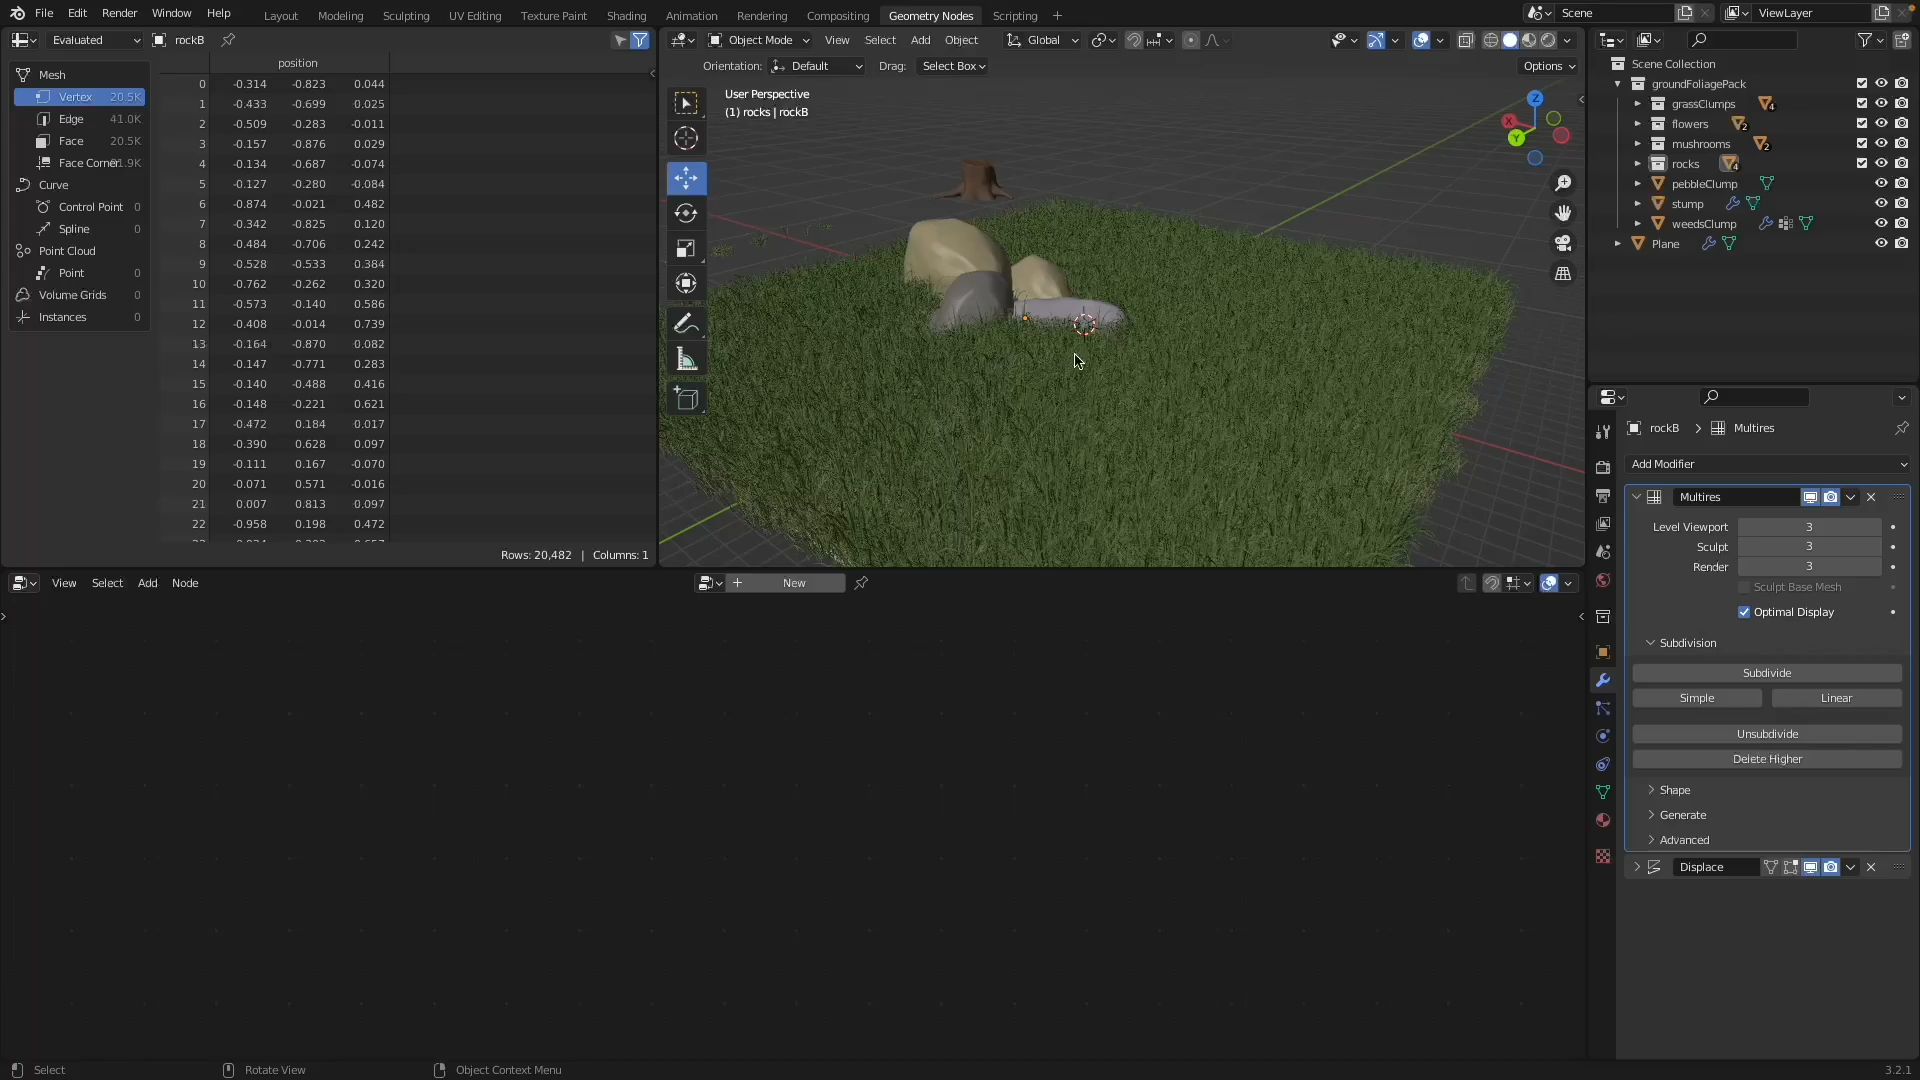 File Edit Render Window Help Layout Modeling Sculpting UV Editing Texture Paint Shading Animation Rendering Compositing Geometry Nodes Scripting + Scene ViewLayer
Evaluated rockB
Object Mode View Select Add Object Global
Orientation: Default Drag: Select Box Options
position
Mesh
Vertex 20.5K
Edge 41.0K
Face 20.5K
Face Corner 81.9K
Curve
Control Point 0
Spline 0
Point Cloud
Point 0
Volume Grids 0
Instances 0
0 -0.314 -0.823 0.044
1 -0.433 -0.699 0.025
2 -0.509 -0.283 -0.011
3 -0.157 -0.876 0.029
4 -0.134 -0.687 -0.074
5 -0.127 -0.280 -0.084
6 -0.874 -0.021 0.482
7 -0.342 -0.825 0.120
8 -0.484 -0.706 0.242
9 -0.528 -0.533 0.384
10 -0.762 -0.262 0.320
11 -0.573 -0.140 0.586
12 -0.408 -0.014 0.739
13 -0.164 -0.870 0.082
14 -0.147 -0.771 0.283
15 -0.140 -0.488 0.416
16 -0.148 -0.221 0.621
17 -0.472 0.184 -0.017
18 -0.390 0.628 0.097
19 -0.111 0.167 -0.070
20 -0.071 0.571 -0.016
21 0.007 0.813 0.097
22 -0.958 0.198 0.472
Rows: 20,482 | Columns: 1
User Perspective
(1) rocks | rockB
Z
X
Y
Scene Collection
groundFoliagePack
grassClumps 4
flowers 2
mushrooms 2
rocks 4
pebbleClump
stump
weedsClump
Plane
rockB > Multires
Add Modifier
Multires
Level Viewport 3
Sculpt 3
Render 3
Sculpt Base Mesh
Optimal Display
Subdivision
Subdivide
Simple Linear
Unsubdivide
Delete Higher
Shape
Generate
Advanced
Displace
View Select Add Node + New
Select Rotate View Object Context Menu 3.2.1